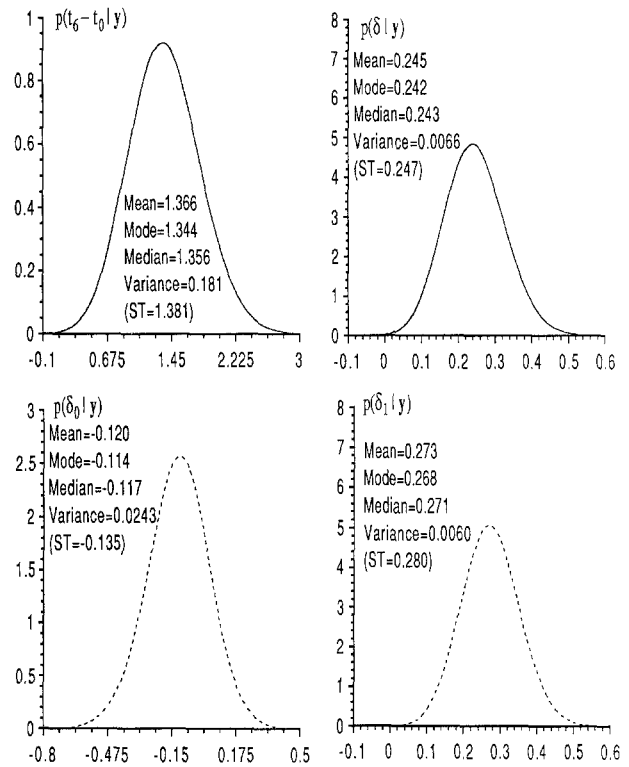 p(t₆−t₀|y)
1
0.8
0.6
0.4
0.2
0
Mean=1.366
Mode=1.344
Median=1.356
Variance=0.181
(ST=1.381)
-0.1 0.675 1.45 2.225 3
p(δ|y)
8
7
6
5
4
3
2
1
0
Mean=0.245
Mode=0.242
Median=0.243
Variance=0.0066
(ST=0.247)
-0.1 0 0.1 0.2 0.3 0.4 0.5 0.6
p(δ₀|y)
3
2.5
2
1.5
1
0.5
0
Mean=-0.120
Mode=-0.114
Median=-0.117
Variance=0.0243
(ST=-0.135)
-0.8 -0.475 -0.15 0.175 0.5
p(δ₁|y)
8
7
6
5
4
3
2
1
0
Mean=0.273
Mode=0.268
Median=0.271
Variance=0.0060
(ST=0.280)
-0.1 0 0.1 0.2 0.3 0.4 0.5 0.6